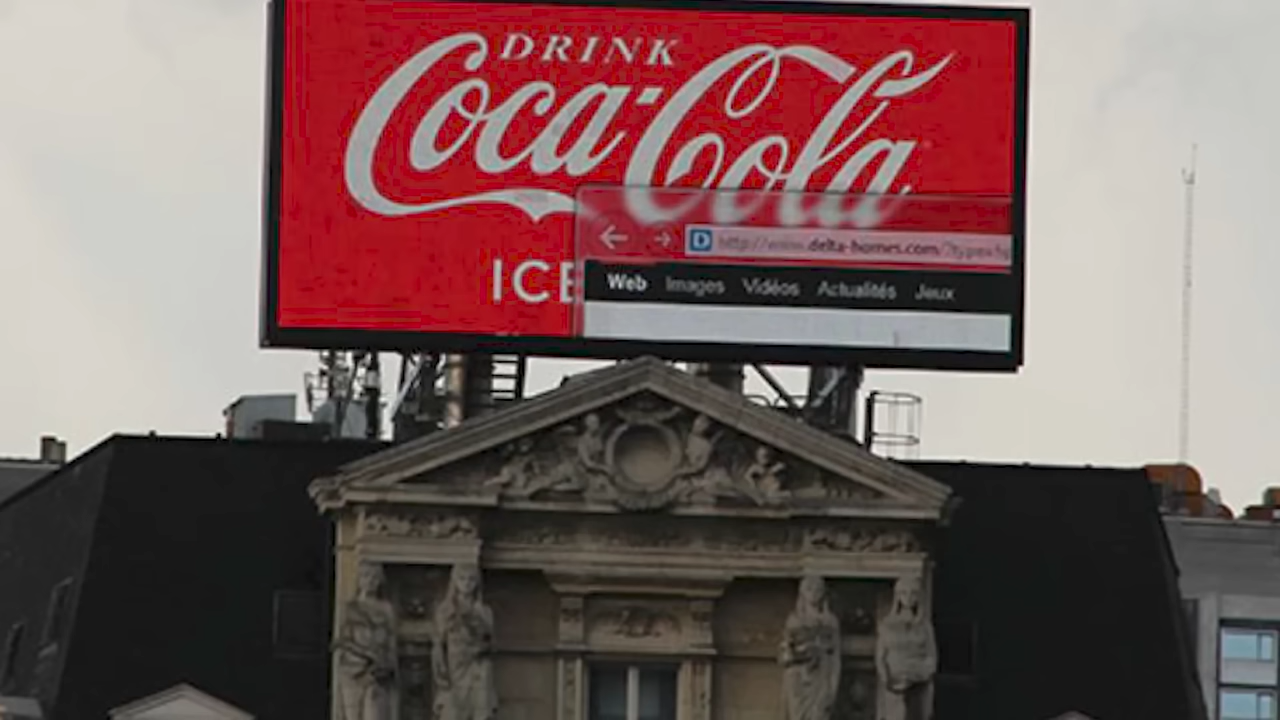 DRINK
Coca-Cola
ICE
http://www.delta-homes.com/?type=h
Web Images Vidéos Actualités Jeux